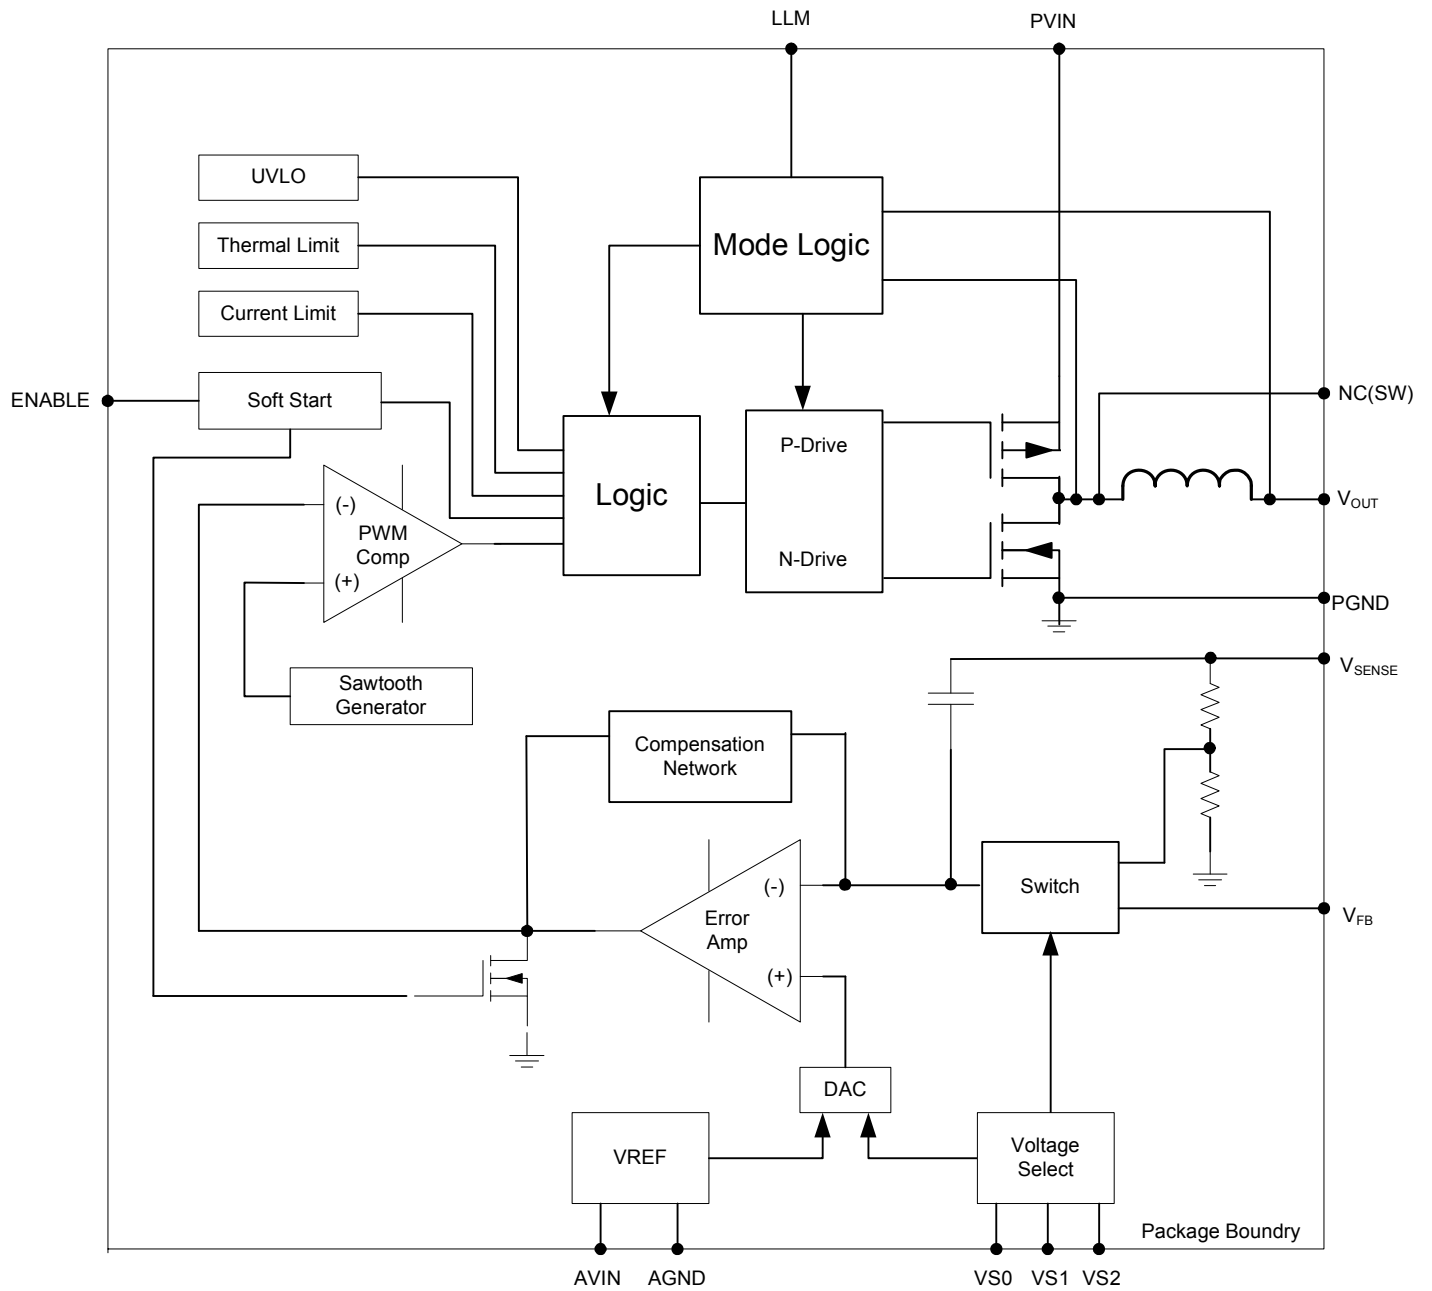 LLM
PVIN
UVLO
Thermal Limit
Mode Logic
Current Limit
ENABLE
Soft Start
NC(SW)
P-Drive
Logic
(-)
PWM
Comp
(+)
N-Drive
VOUT
PGND
VSENSE
Sawtooth
Generator
Compensation
Network
(-)
Switch
Error
Amp
VFB
(+)
DAC
VREF
Voltage
Select
Package Boundry
AVIN
AGND
VS0
VS1
VS2